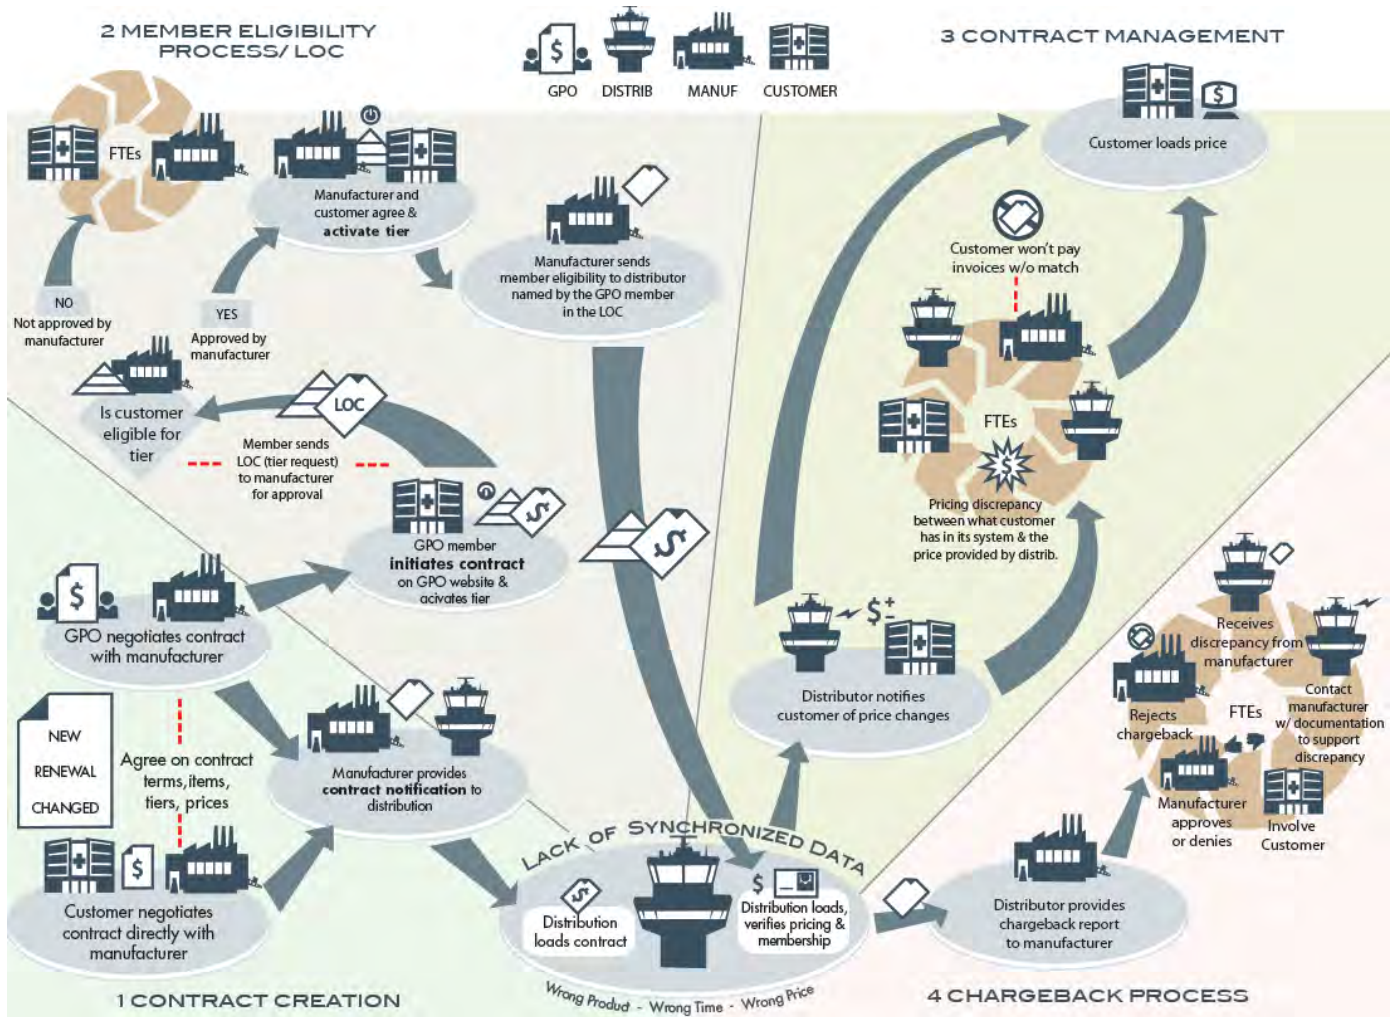 2 MEMBER ELIGIBILITY
PROCESS/ LOC
$
GPO
DISTRIB
MANUF
CUSTOMER
3 CONTRACT MANAGEMENT
FTEs
Manufacturer and
customer agree &
activate tier
NO
Not approved by
manufacturer
YES
Approved by
manufacturer
Manufacturer sends
member eligibility to distributor
named by the GPO member
in the LOC
Is customer
eligible for
tier
LOC
Member sends
LOC (tier request)
to manufacturer
for approval
$
GPO member
initiates contract
on GPO website &
acivates tier
$
$
GPO negotiates contract
with manufacturer
NEW
RENEWAL
CHANGED
Agree on contract
terms,items,
tiers, prices
$
Customer negotiates
contract directly with
manufacturer
Manufacturer provides
contract notification to
distribution
1 CONTRACT CREATION
LACK OF SYNCHRONIZED DATA
$
Distribution
loads contract
$
Distribution loads,
verifies pricing &
membership
Wrong Product - Wrong Time - Wrong Price
$
Customer loads price
Customer won't pay
invoices w/o match
FTEs
$
Pricing discrepancy
between what customer
has in its system & the
price provided by distrib.
$+-
Distributor notifies
customer of price changes
Distributor provides
chargeback report
to manufacturer
Receives
discrepancy from
manufacturer
Rejects
chargeback
FTEs
Contact
manufacturer
w/ documentation
to support
discrepancy
Manufacturer
approves
or denies
Involve
Customer
4 CHARGEBACK PROCESS